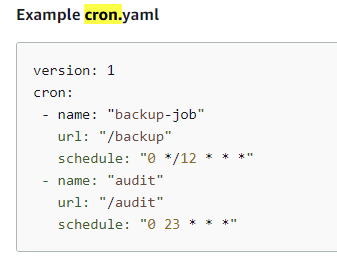 Example cron.yaml
version: 1
cron:
 - name: "backup-job"
   url: "/backup"
   schedule: "0 */12 * * *"
 - name: "audit"
   url: "/audit"
   schedule: "0 23 * * *"